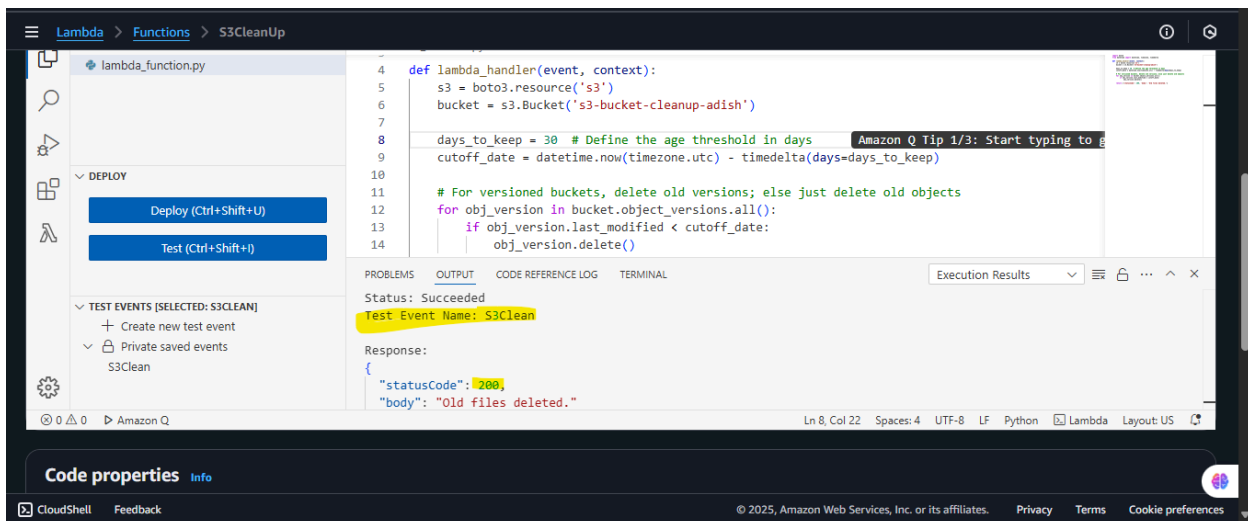 Lambda > Functions > S3CleanUp
lambda_function.py
DEPLOY
Deploy (Ctrl+Shift+U)
Test (Ctrl+Shift+I)
TEST EVENTS [SELECTED: S3CLEAN]
Create new test event
Private saved events
S3Clean
4 def lambda_handler(event, context):
5 s3 = boto3.resource('s3')
6 bucket = s3.Bucket('s3-bucket-cleanup-adish')
7
8 days_to_keep = 30 # Define the age threshold in days Amazon Q Tip 1/3: Start typing to g
9 cutoff_date = datetime.now(timezone.utc) - timedelta(days=days_to_keep)
10
11 # For versioned buckets, delete old versions; else just delete old objects
12 for obj_version in bucket.object_versions.all():
13 if obj_version.last_modified < cutoff_date:
14 obj_version.delete()
PROBLEMS OUTPUT CODE REFERENCE LOG TERMINAL Execution Results
Status: Succeeded
Test Event Name: S3Clean
Response:
{
"statusCode": 200,
"body": "Old files deleted."
0 0 Amazon Q Ln 8, Col 22 Spaces: 4 UTF-8 LF Python Lambda Layout: US
Code properties Info
CloudShell Feedback © 2025, Amazon Web Services, Inc. or its affiliates. Privacy Terms Cookie preferences